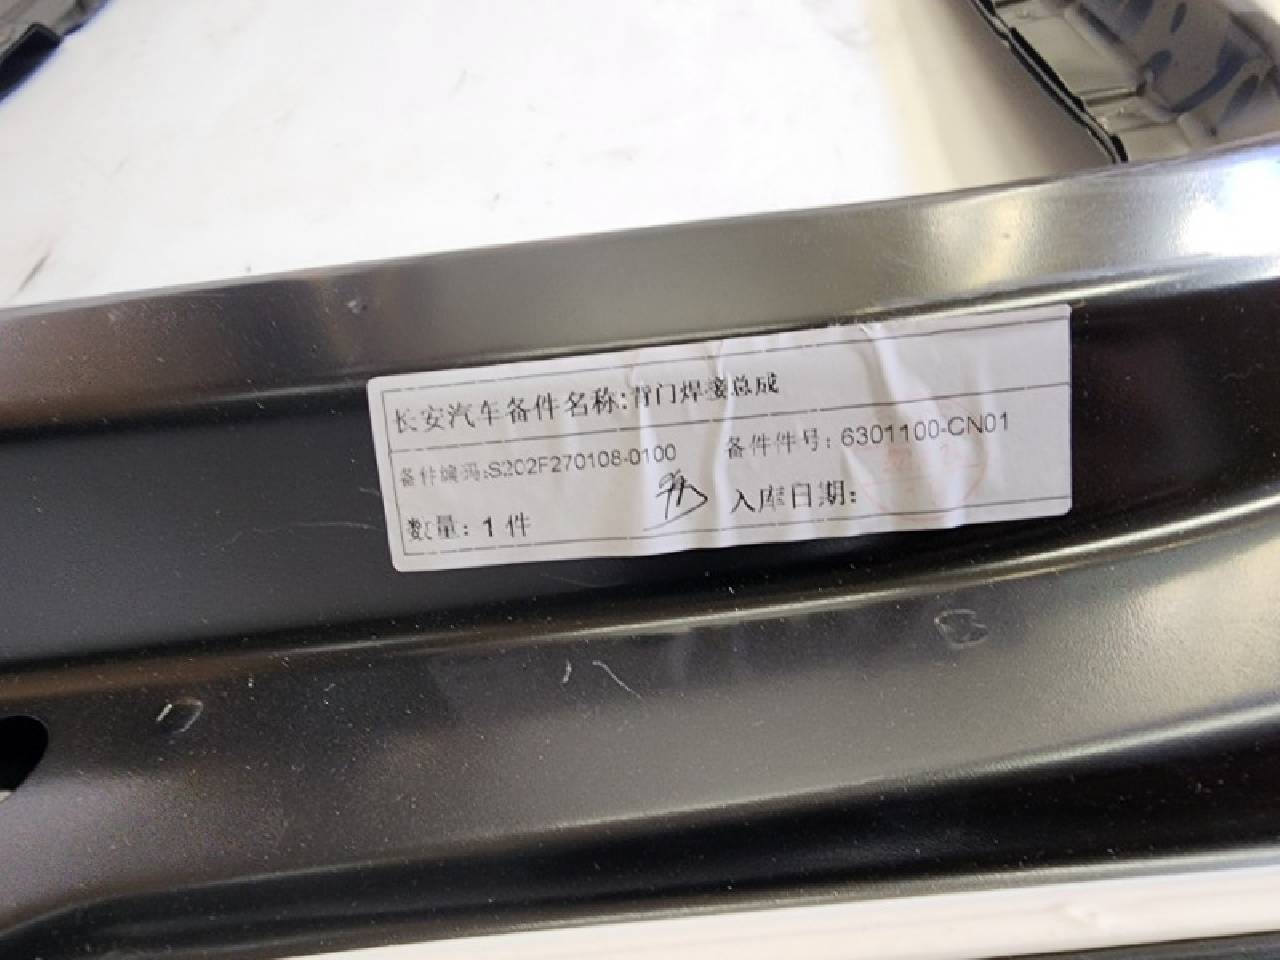 长安汽车备件名称:背门焊接总成
备件编码:S202F270108-0100 备件件号: 6301100-CN01
数量: 1 件 入库日期: